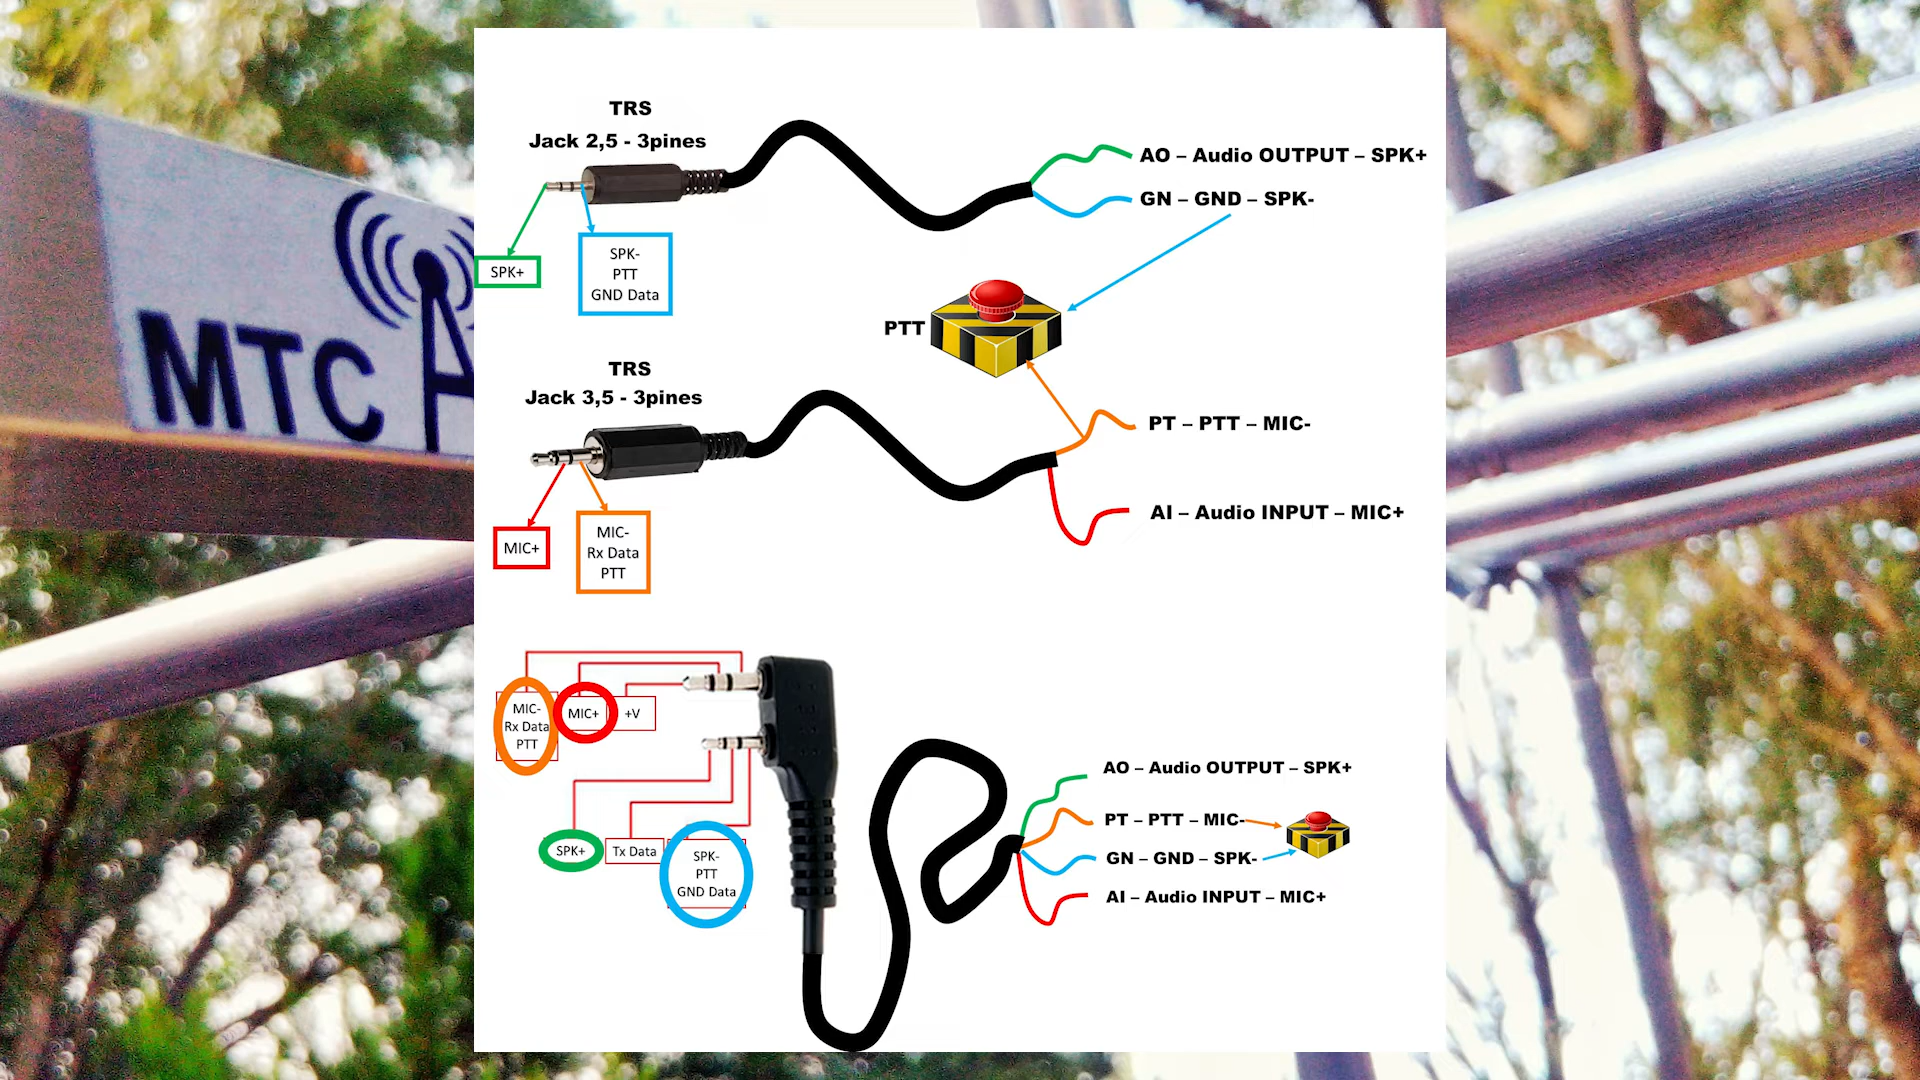 TRS
Jack 2,5 - 3pines
AO – Audio OUTPUT – SPK+
GN – GND – SPK-
SPK+
SPK-
PTT
GND Data
MTC
PTT
TRS
Jack 3,5 - 3pines
PT – PTT – MIC-
AI – Audio INPUT – MIC+
MIC+
MIC-
Rx Data
PTT
MIC-
Rx Data
PTT
MIC+
+V
SPK+
Tx Data
SPK-
PTT
GND Data
AO – Audio OUTPUT – SPK+
PT – PTT – MIC-
GN – GND – SPK-
AI – Audio INPUT – MIC+